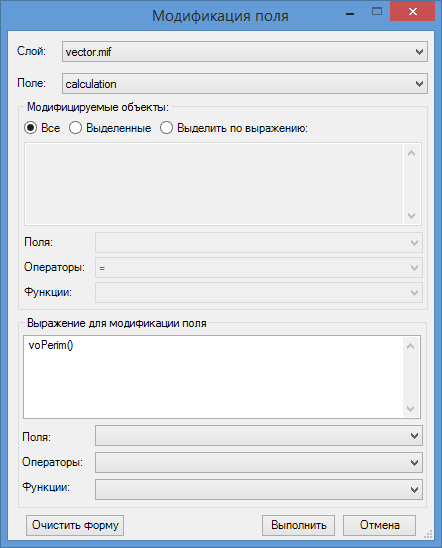 Модификация поля
Слой: vector.mif
Поле: calculation
Модифицируемые объекты:
Все Выделенные Выделить по выражению:
Поля:
Операторы: =
Функции:
Выражение для модификации поля
voPerim()
Поля:
Операторы:
Функции:
Очистить форму Выполнить Отмена